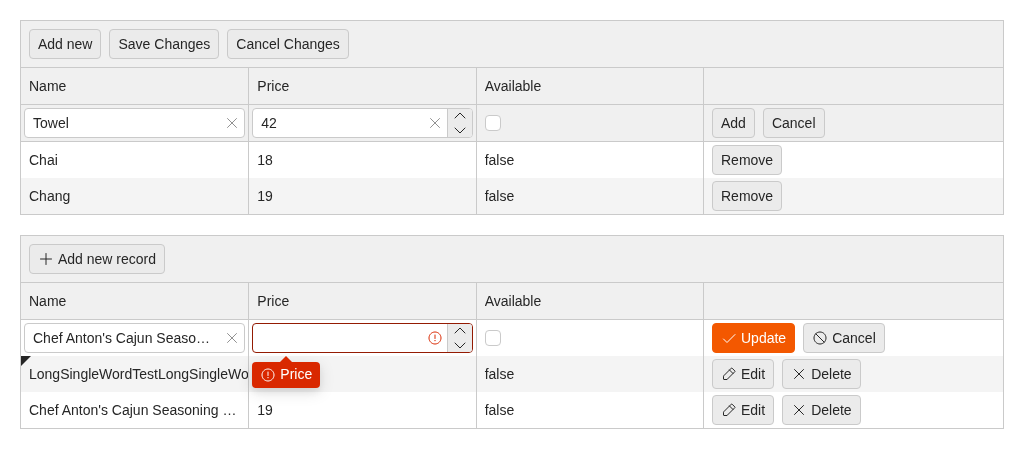 Add new Save Changes Cancel Changes
Name Price Available
Towel 42 Add Cancel
Chai 18 false Remove
Chang 19 false Remove
Add new record
Name Price Available
Chef Anton's Cajun Seaso… Update Cancel
LongSingleWordTestLongSingleWo Price false Edit Delete
Chef Anton's Cajun Seasoning … 19 false Edit Delete